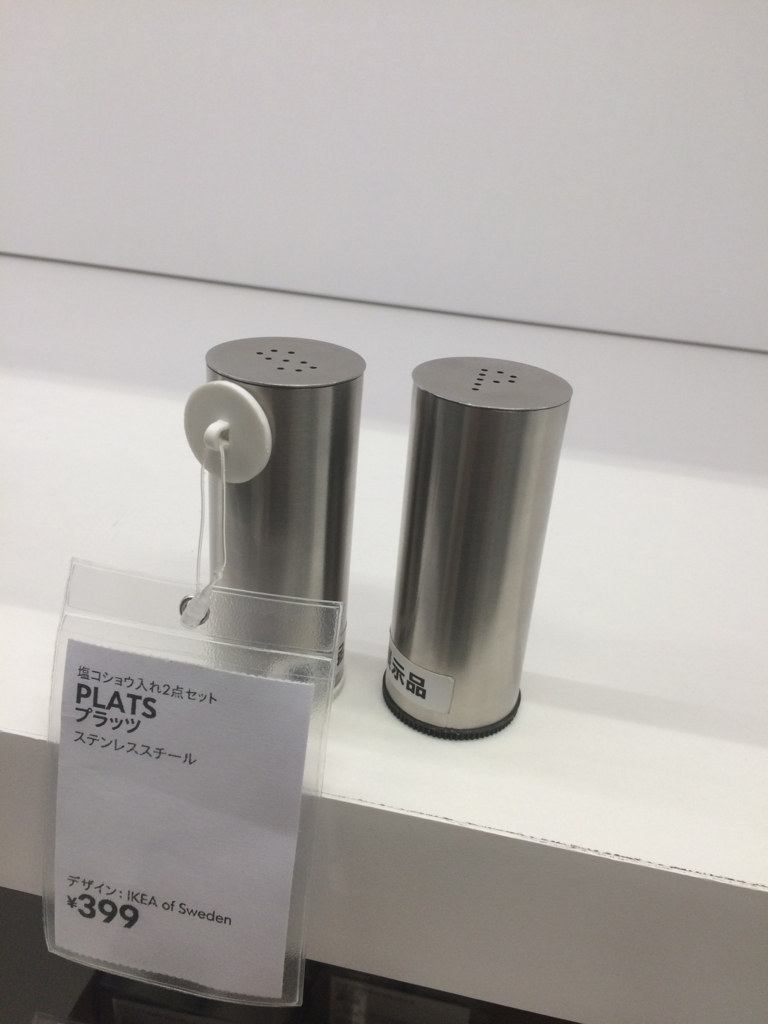 塩コショウ入れ2点セット
PLATS
プラッツ
ステンレススチール
デザイン: IKEA of Sweden
¥399
示品